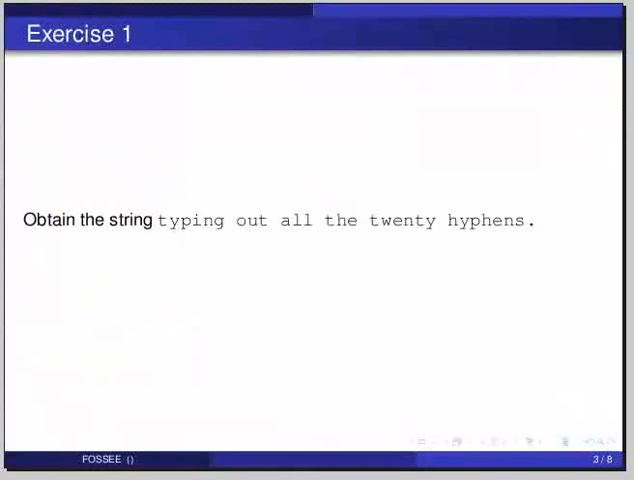 Exercise 1
Obtain the string typing out all the twenty hyphens.
FOSSEE ()
3 / 8